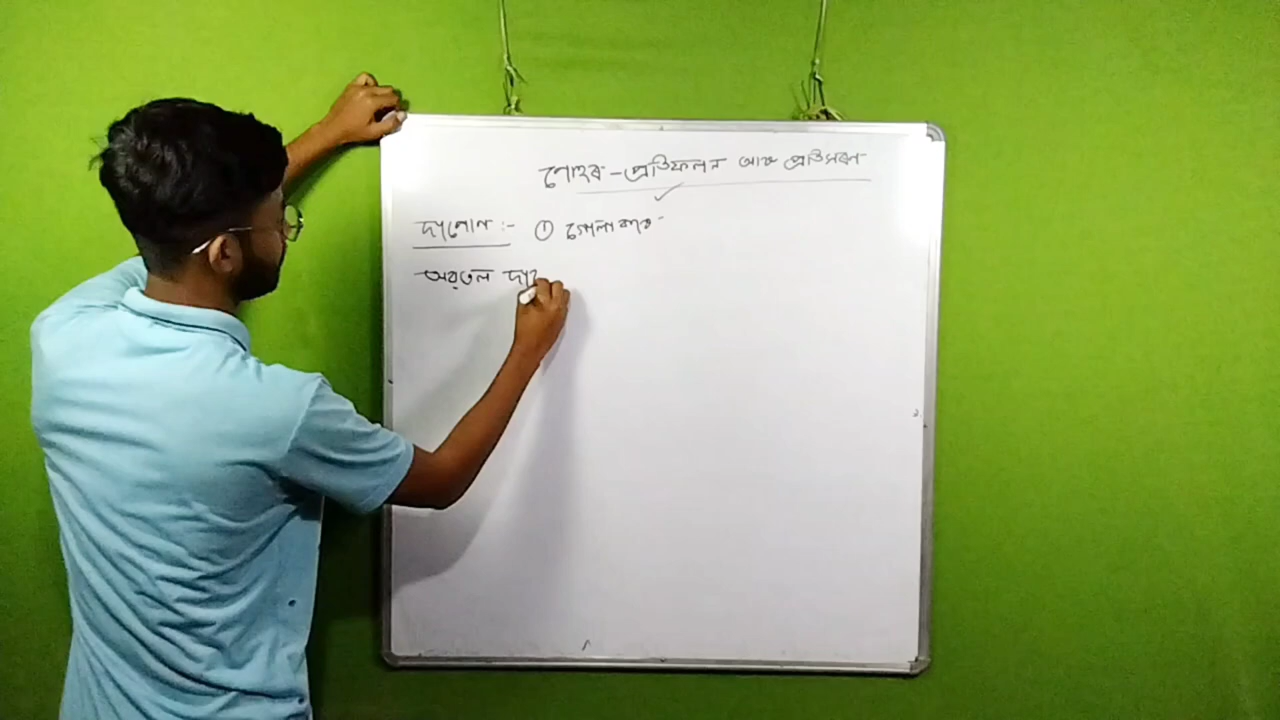 পোহৰ - প্ৰতিফলন আৰু প্ৰতিসৰণ
দাপোণ :- ① গোলাকাৰ
অৱতল দা